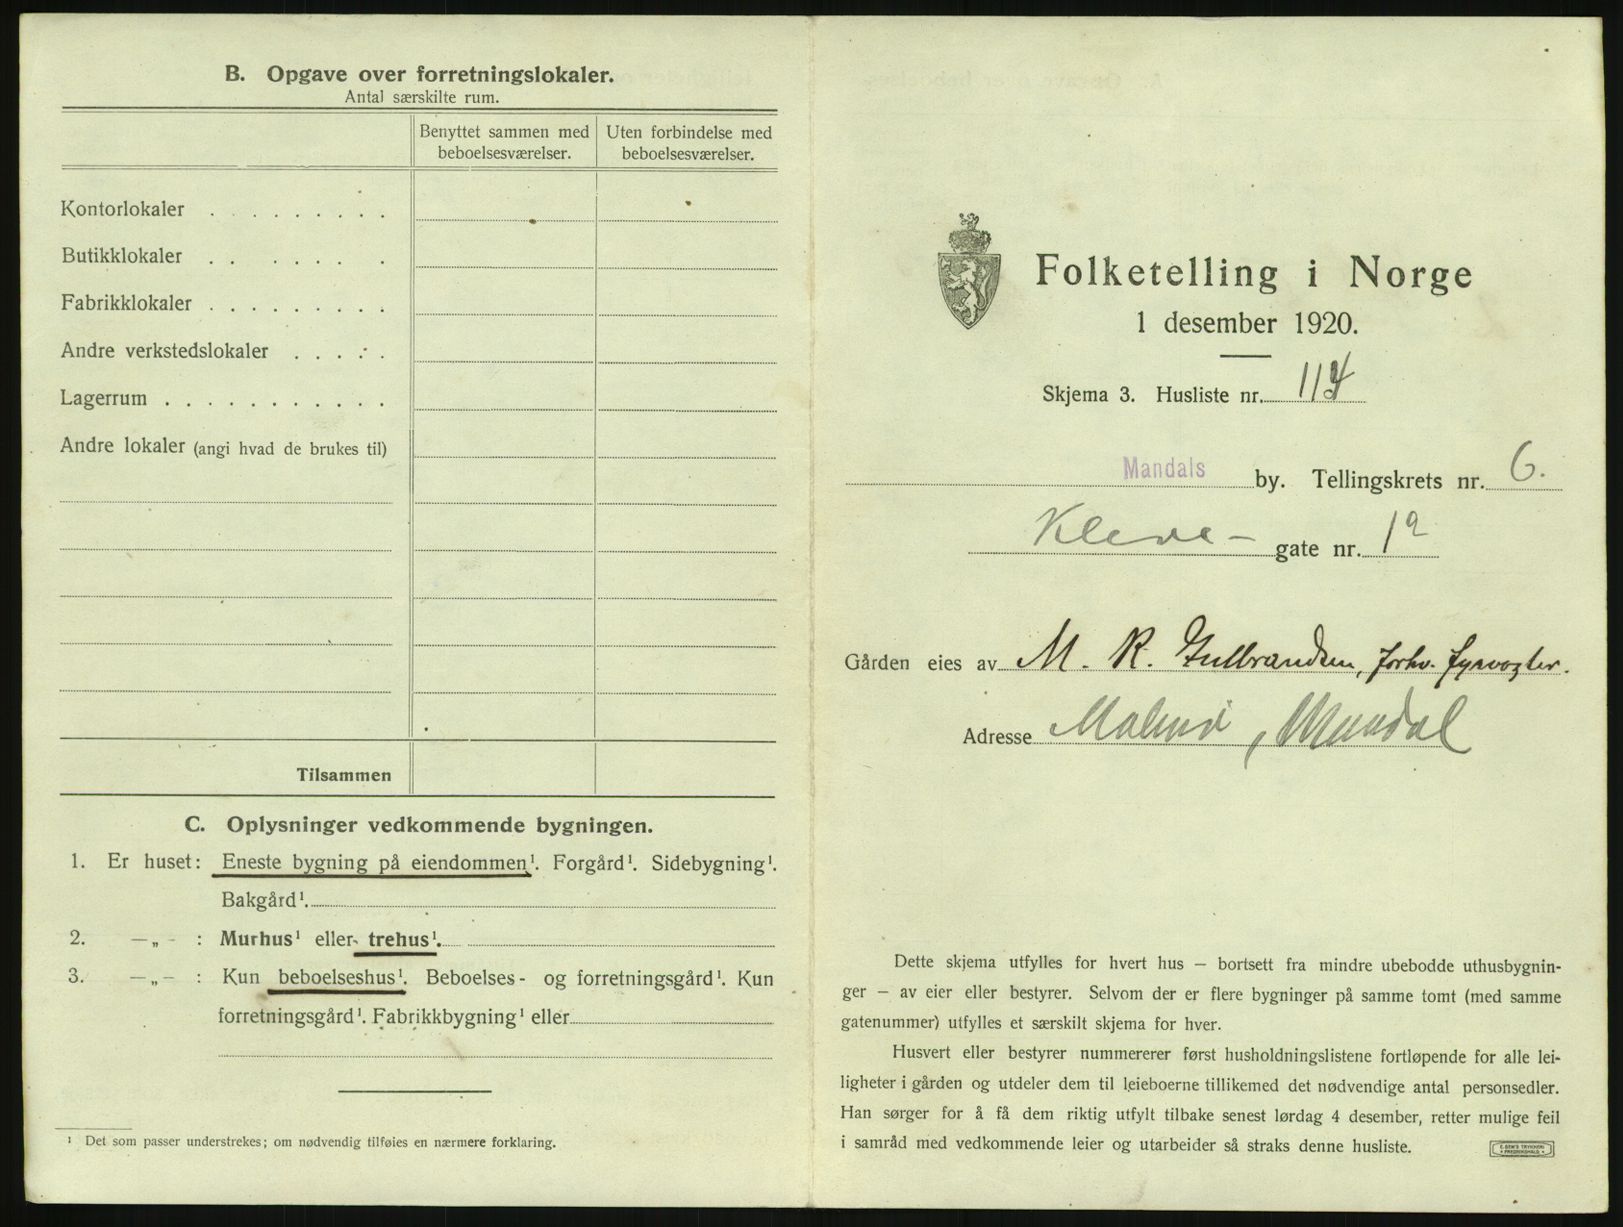 B. Opgave over forretningslokaler.
Antal særskilte rum.
Benyttet sammen med beboelsesværelser.
Uten forbindelse med beboelsesværelser.
Kontorlokaler . . . . . . . . .
Butikklokaler . . . . . . .
Fabrikklokaler . . . . . . . . .
Andre verkstedslokaler . . . . .
Lagerrum . . . . . . . . . . .
Andre lokaler (angi hvad de brukes til)
Tilsammen
C. Oplysninger vedkommende bygningen.
1. Er huset: Eneste bygning på eiendommen¹. Forgård¹. Sidebygning¹.
Bakgård¹.
2. —„— : Murhus¹ eller trehus¹.
3. —„— : Kun beboelseshus¹. Beboelses- og forretningsgård¹. Kun
forretningsgård¹. Fabrikkbygning¹ eller
¹ Det som passer understrekes; om nødvendig tilføies en nærmere forklaring.
Folketelling i Norge
1 desember 1920.
Skjema 3. Husliste nr. 114
Mandals by. Tellingskrets nr. 6.
Kleve- gate nr. 12
Gården eies av M. R. Gulbrandsen, forhv. fyrvogter.
Adresse Malmö, Mandal
Dette skjema utfylles for hvert hus — bortsett fra mindre ubebodde uthusbygnin-
ger — av eier eller bestyrer. Selvom der er flere bygninger på samme tomt (med samme
gatenummer) utfylles et særskilt skjema for hver.
Husvert eller bestyrer nummererer først husholdningslistene fortløpende for alle lei-
ligheter i gården og utdeler dem til leieboerne tillikemed det nødvendige antal personsedler.
Han sørger for å få dem riktig utfylt tilbake senest lørdag 4 desember, retter mulige feil
i samråd med vedkommende leier og utarbeider så straks denne husliste.